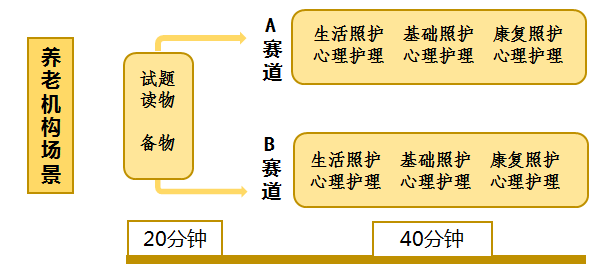 养老机构场景
试题
读物
备物
A赛道
生活照护 基础照护 康复照护
心理护理 心理护理 心理护理
B赛道
生活照护 基础照护 康复照护
心理护理 心理护理 心理护理
20分钟
40分钟